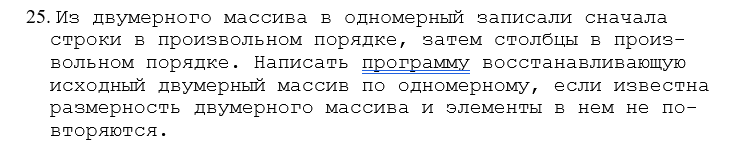 25. Из двумерного массива в одномерный записали сначала
строки в произвольном порядке, затем столбцы в произ-
вольном порядке. Написать программу восстанавливающую
исходный двумерный массив по одномерному, если известна
размерность двумерного массива и элементы в нем не по-
вторяются.